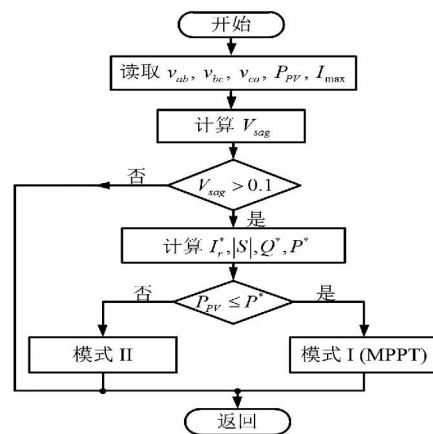 开始
读取 v_ab, v_bc, v_ca, P_PV, I_max
计算 V_sag
否
V_sag > 0.1
是
计算 I_r^*, |S|, Q^*, P^*
否
P_PV ≤ P^*
是
模式 II
模式 I (MPPT)
返回